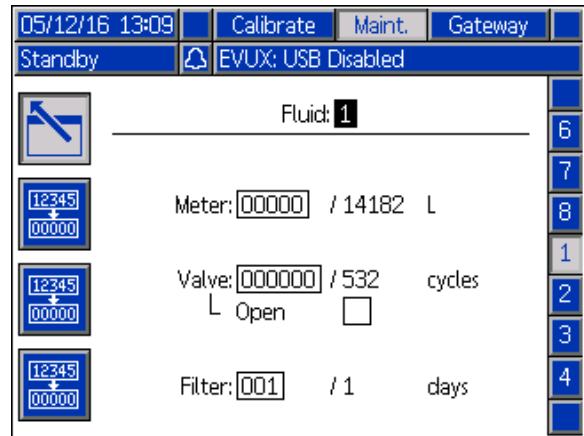 05/12/16 13:09 Calibrate Maint. Gateway
Standby EVUX: USB Disabled
Fluid: 1
6
7
12345
00000
Meter: 00000 / 14182 L
8
1
12345
00000
Valve: 000000 / 532 cycles
Open
2
3
12345
00000
Filter: 001 / 1 days
4